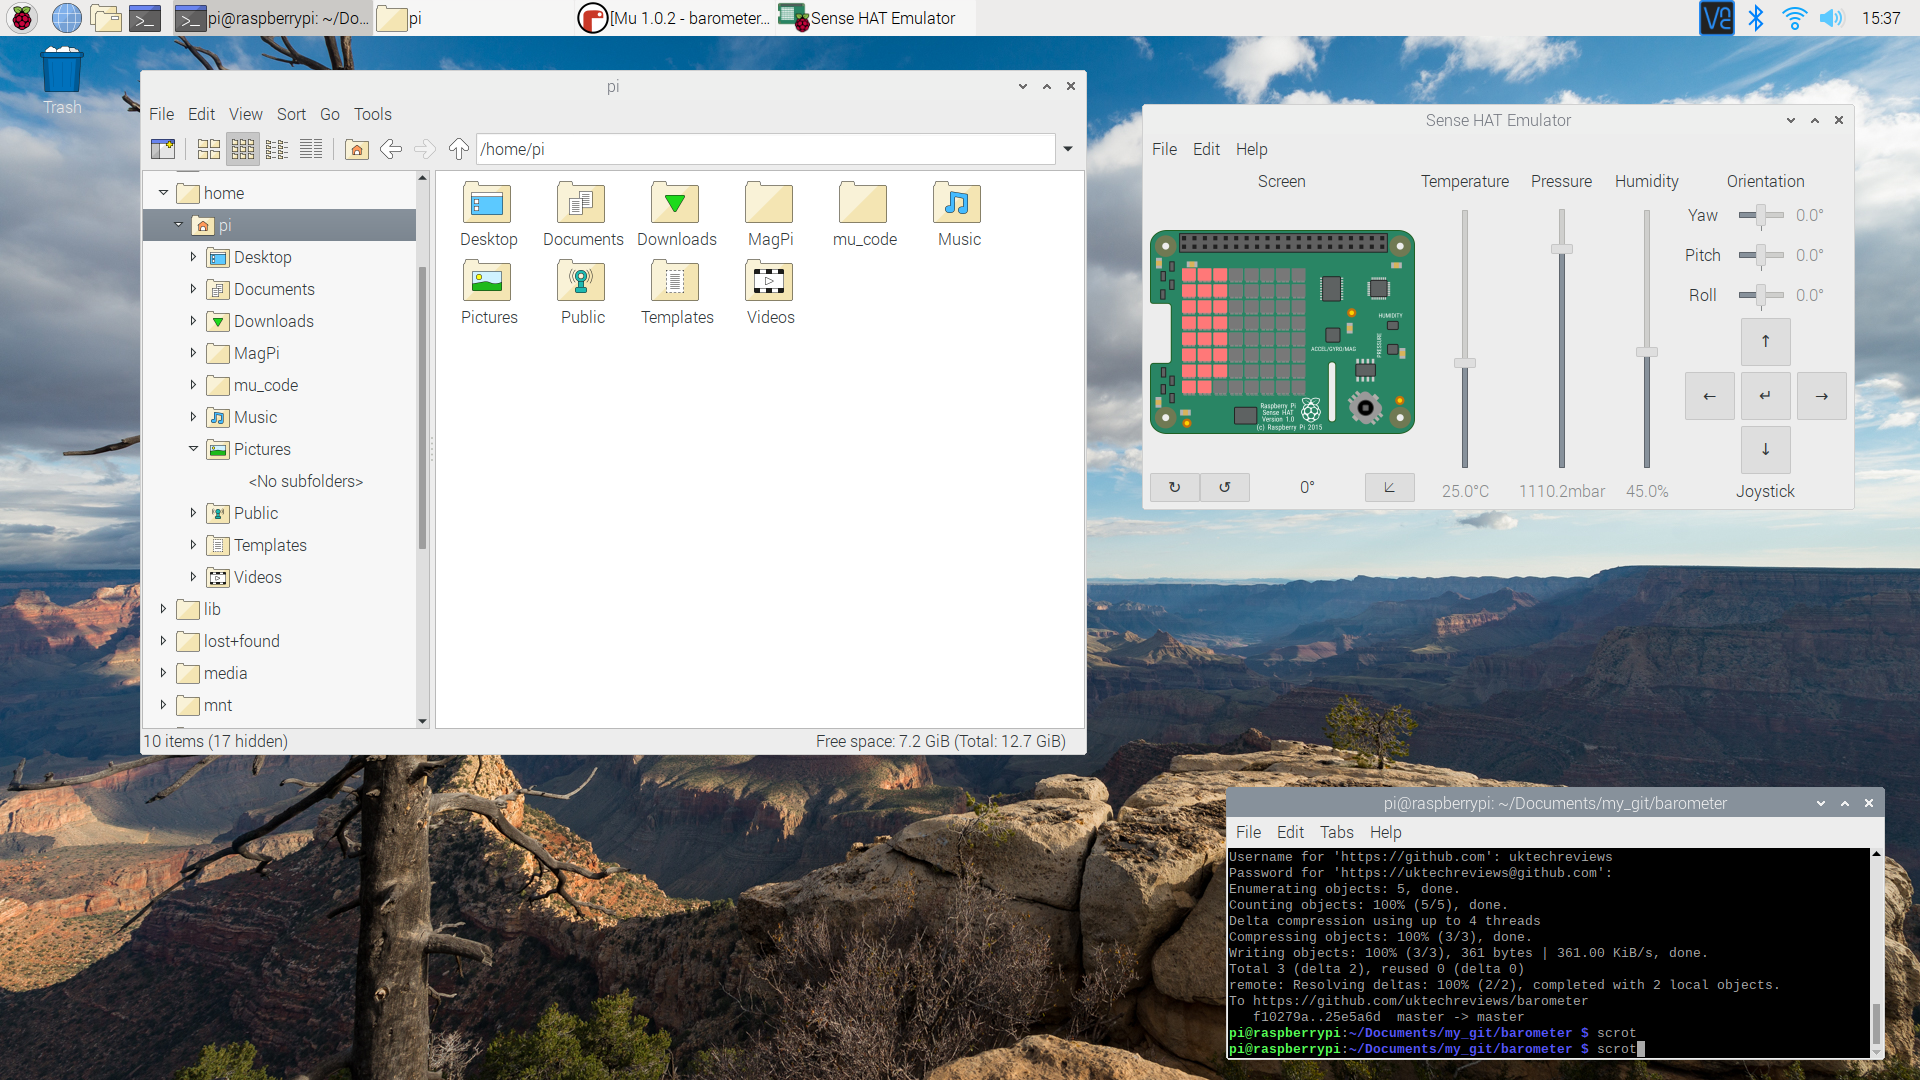 pi@raspberrypi: ~/Do...
pi
[Mu 1.0.2 - barometer...
Sense HAT Emulator
15:37
Trash
pi
File Edit View Sort Go Tools
/home/pi
home
pi
Desktop
Documents
Downloads
MagPi
mu_code
Music
Pictures
<No subfolders>
Public
Templates
Videos
lib
lost+found
media
mnt
Desktop Documents Downloads MagPi mu_code Music
Pictures Public Templates Videos
10 items (17 hidden)
Free space: 7.2 GiB (Total: 12.7 GiB)
Sense HAT Emulator
File Edit Help
Screen Temperature Pressure Humidity Orientation
Yaw 0.0°
Pitch 0.0°
Roll 0.0°
HUMIDITY
PRESSURE
ACCEL/GYRO/MAG
Raspberry Pi
Sense HAT
Version 1.0
(c) Raspberry Pi 2015
0°
25.0°C 1110.2mbar 45.0% Joystick
pi@raspberrypi: ~/Documents/my_git/barometer
File Edit Tabs Help
Username for 'https://github.com': uktechreviews
Password for 'https://uktechreviews@github.com':
Enumerating objects: 5, done.
Counting objects: 100% (5/5), done.
Delta compression using up to 4 threads
Compressing objects: 100% (3/3), done.
Writing objects: 100% (3/3), 361 bytes | 361.00 KiB/s, done.
Total 3 (delta 2), reused 0 (delta 0)
remote: Resolving deltas: 100% (2/2), completed with 2 local objects.
To https://github.com/uktechreviews/barometer
f10279a..25e5a6d master -> master
pi@raspberrypi:~/Documents/my_git/barometer $ scrot
pi@raspberrypi:~/Documents/my_git/barometer $ scrot